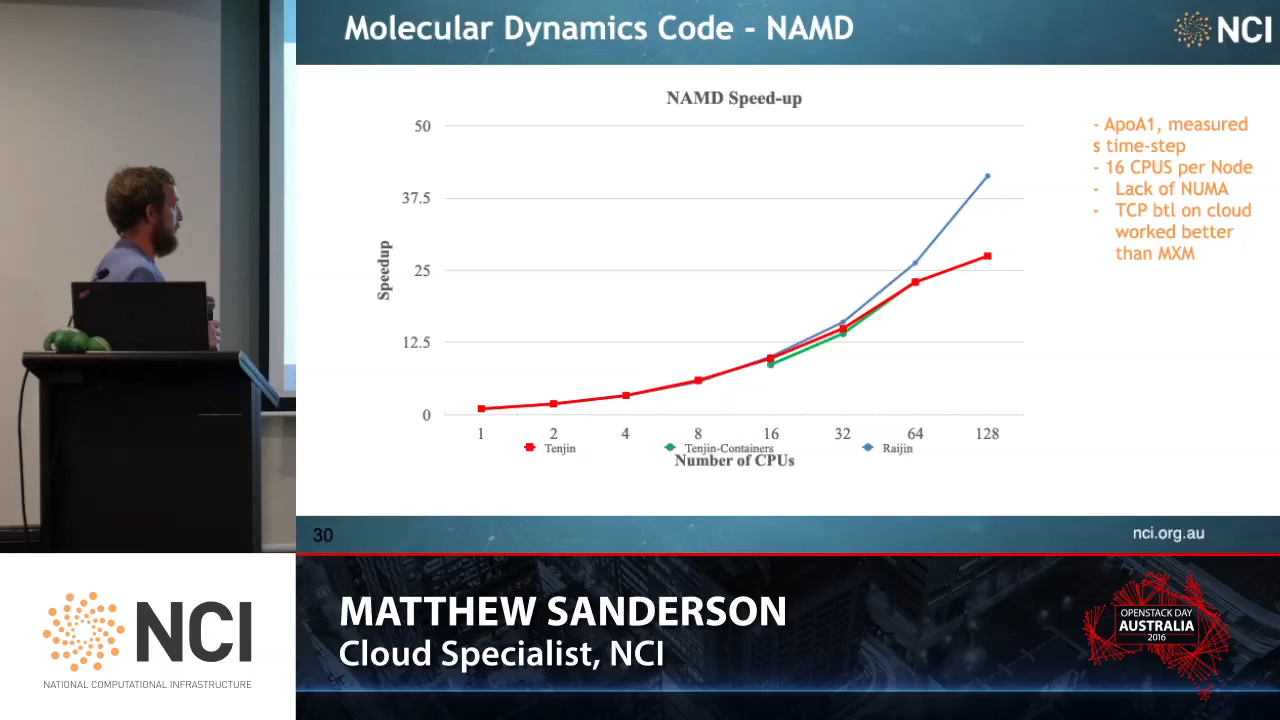 Molecular Dynamics Code - NAMD
NCI
NAMD Speed-up
50
37.5
25
12.5
0
Speedup
1 2 4 8 16 32 64 128
Tenjin Tenjin-Containers Raijin
Number of CPUs
- ApoA1, measured
s time-step
- 16 CPUS per Node
- Lack of NUMA
- TCP btl on cloud
worked better
than MXM
30
nci.org.au
NCI
NATIONAL COMPUTATIONAL INFRASTRUCTURE
MATTHEW SANDERSON
Cloud Specialist, NCI
OPENSTACK DAY
AUSTRALIA
2016